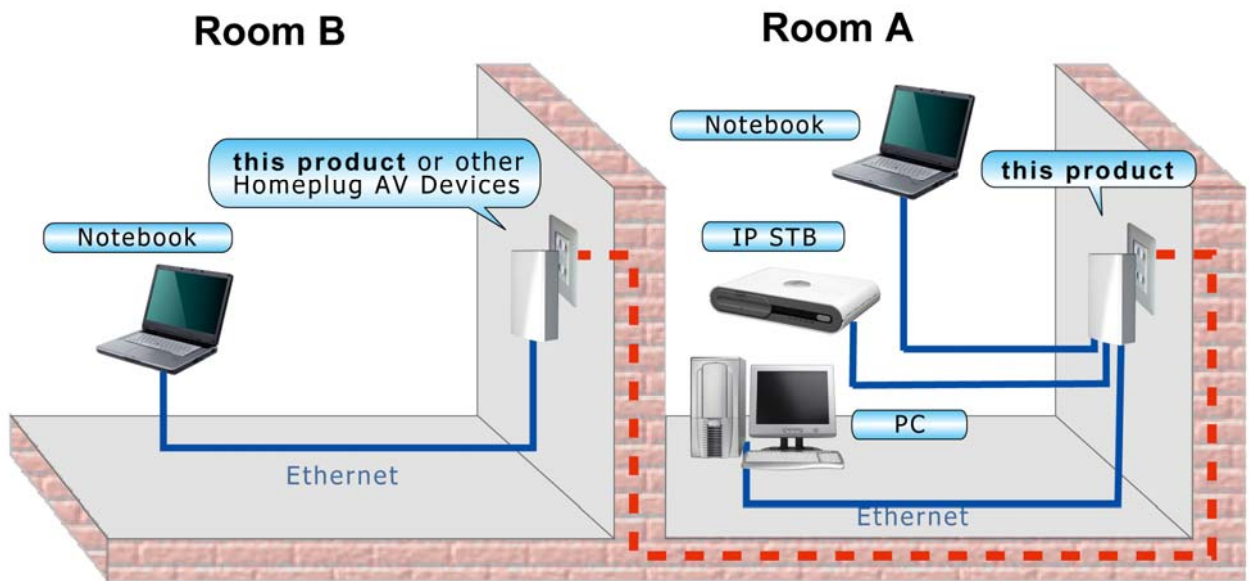 Room B
Room A
Notebook
this product or other
Homeplug AV Devices
this product
Notebook
IP STB
PC
Ethernet
Ethernet